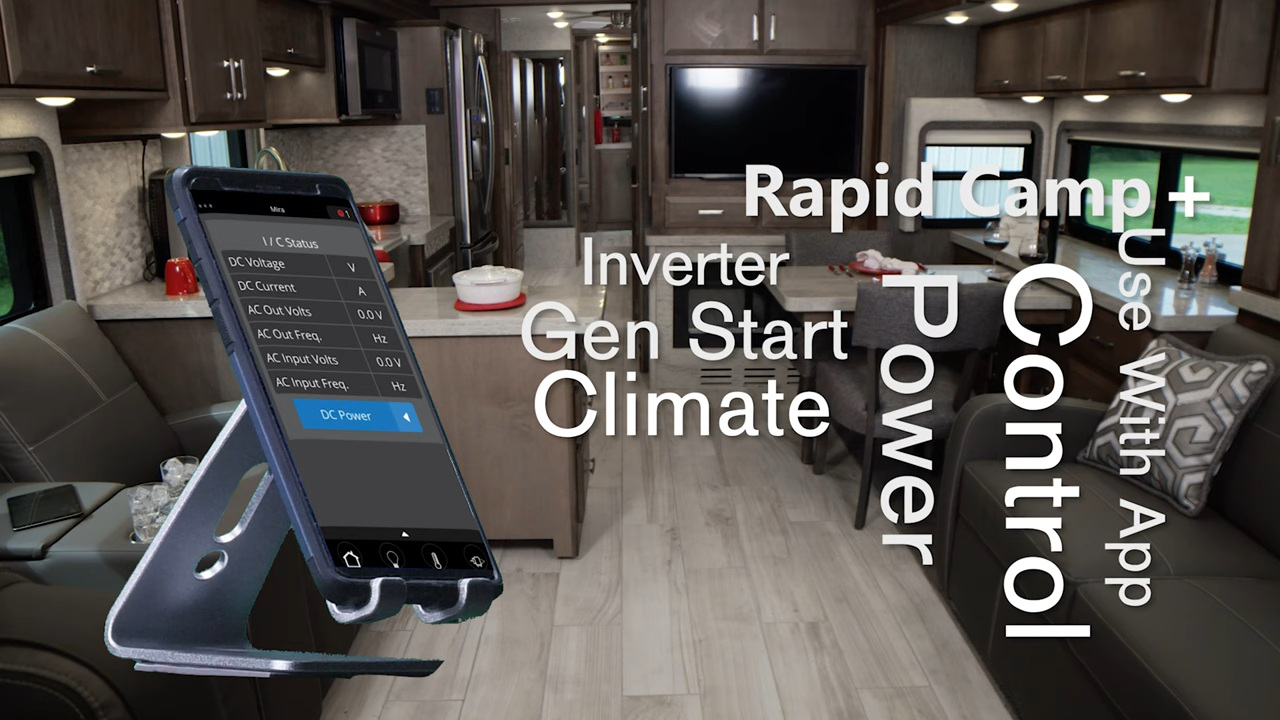 Mira
1
I / C Status
DC Voltage V
DC Current A
AC Out Volts 0.0 V
AC Out Freq. Hz
AC Input Volts 0.0 V
AC Input Freq. Hz
DC Power
Rapid Camp +
Inverter
Gen Start
Climate
Power
Control
Use With App